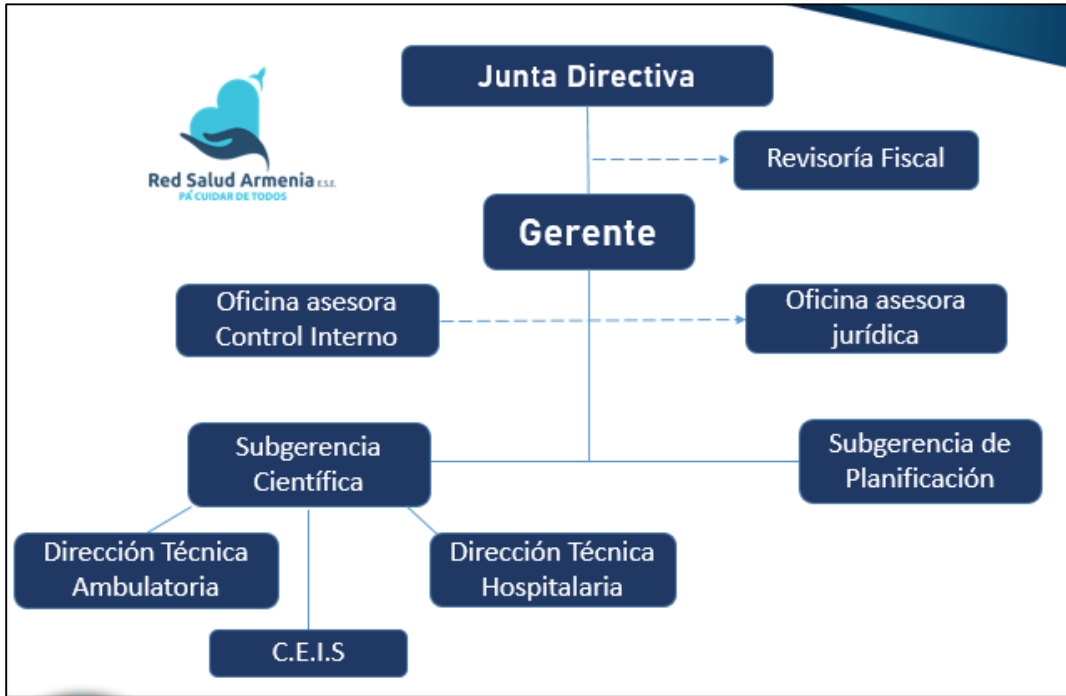 Junta Directiva
Revisoría Fiscal
Red Salud Armenia E.S.E.
PA´CUIDAR DE TODOS
Gerente
Oficina asesora
Control Interno
Oficina asesora
jurídica
Subgerencia
Científica
Subgerencia de
Planificación
Dirección Técnica
Ambulatoria
Dirección Técnica
Hospitalaria
C.E.I.S